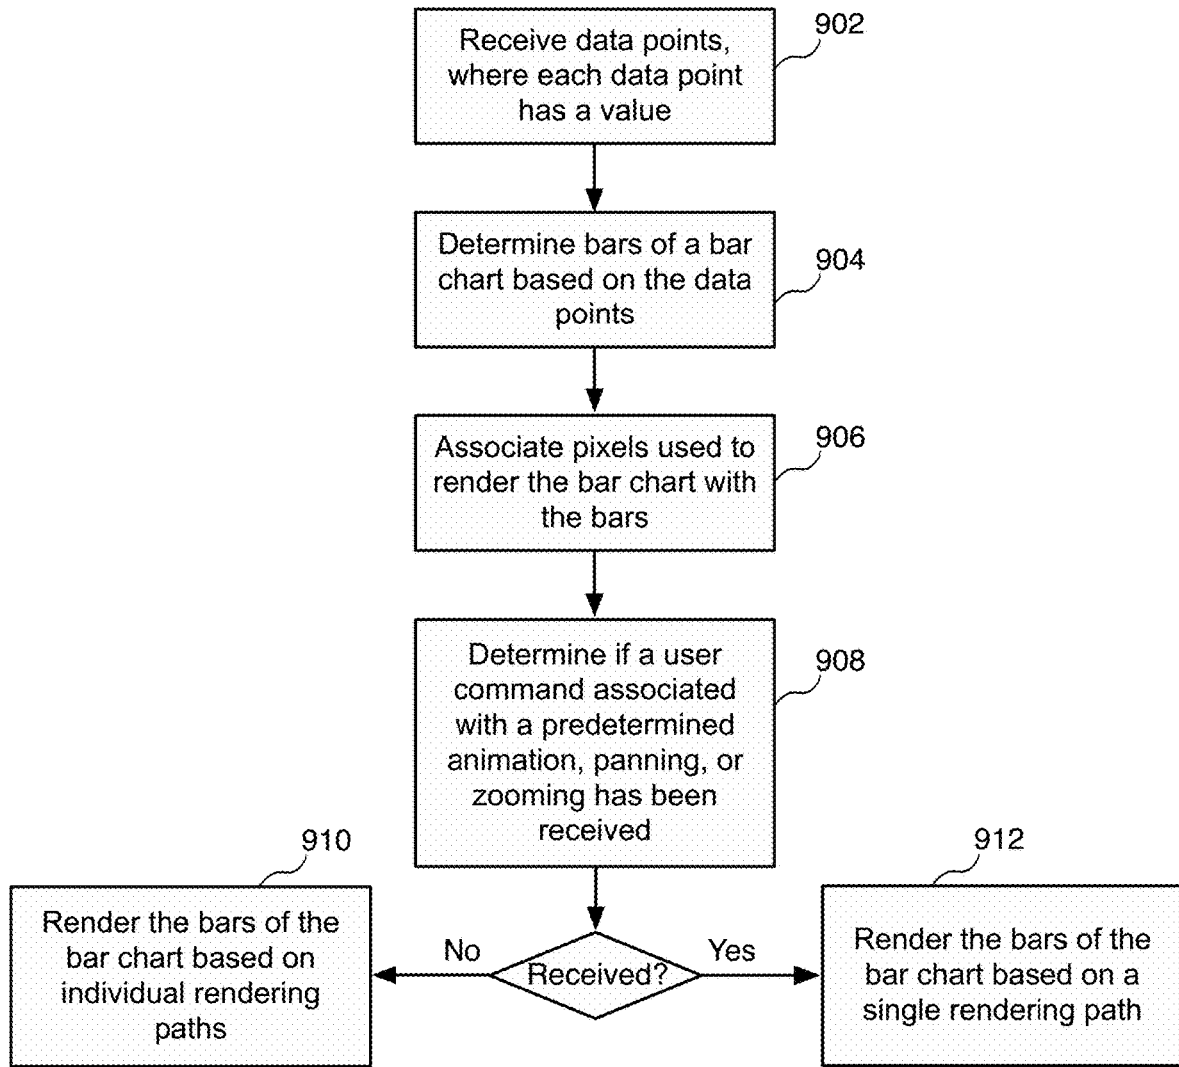 Receive data points,
where each data point
has a value
902
Determine bars of a bar
chart based on the data
points
904
Associate pixels used to
render the bar chart with
the bars
906
Determine if a user
command associated
with a predetermined
animation, panning, or
zooming has been
received
908
Received?
No
Yes
910
Render the bars of the
bar chart based on
individual rendering
paths
912
Render the bars of the
bar chart based on a
single rendering path